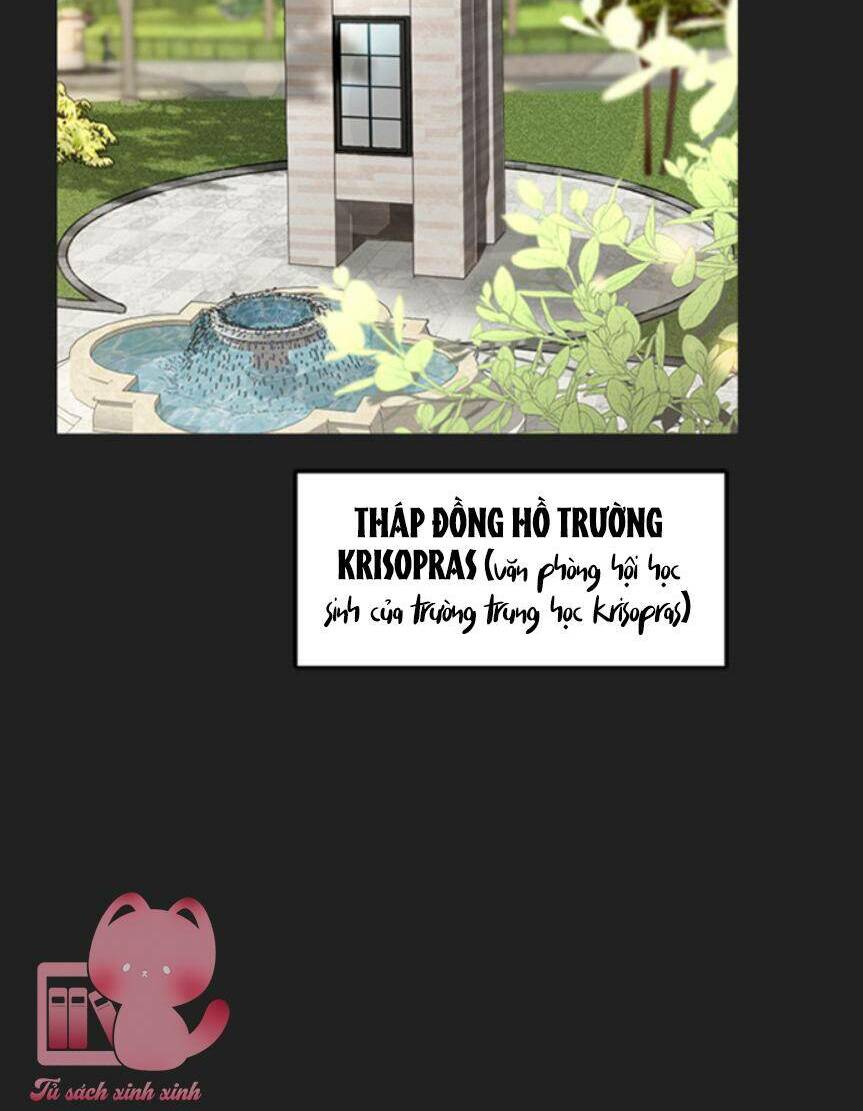 THÁP ĐỒNG HỒ TRƯỜNG
KRISOPRAS (văn phòng hội học
sinh của trường trung học krisopras)
Tủ sách xinh xinh